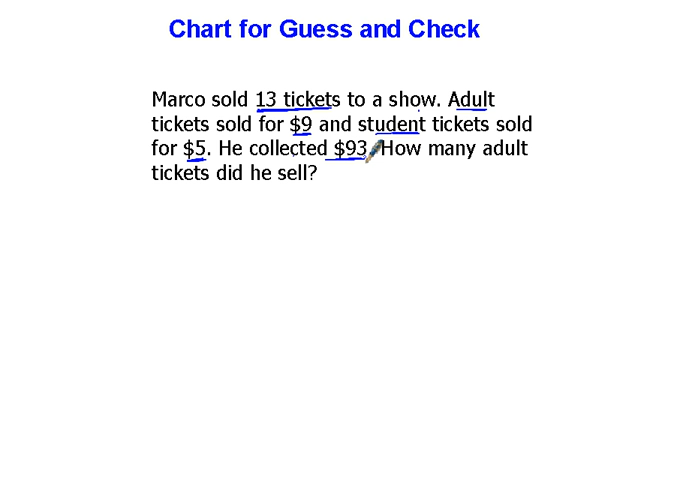 Chart for Guess and Check
Marco sold 13 tickets to a show. Adult
tickets sold for $9 and student tickets sold
for $5. He collected $93. How many adult
tickets did he sell?